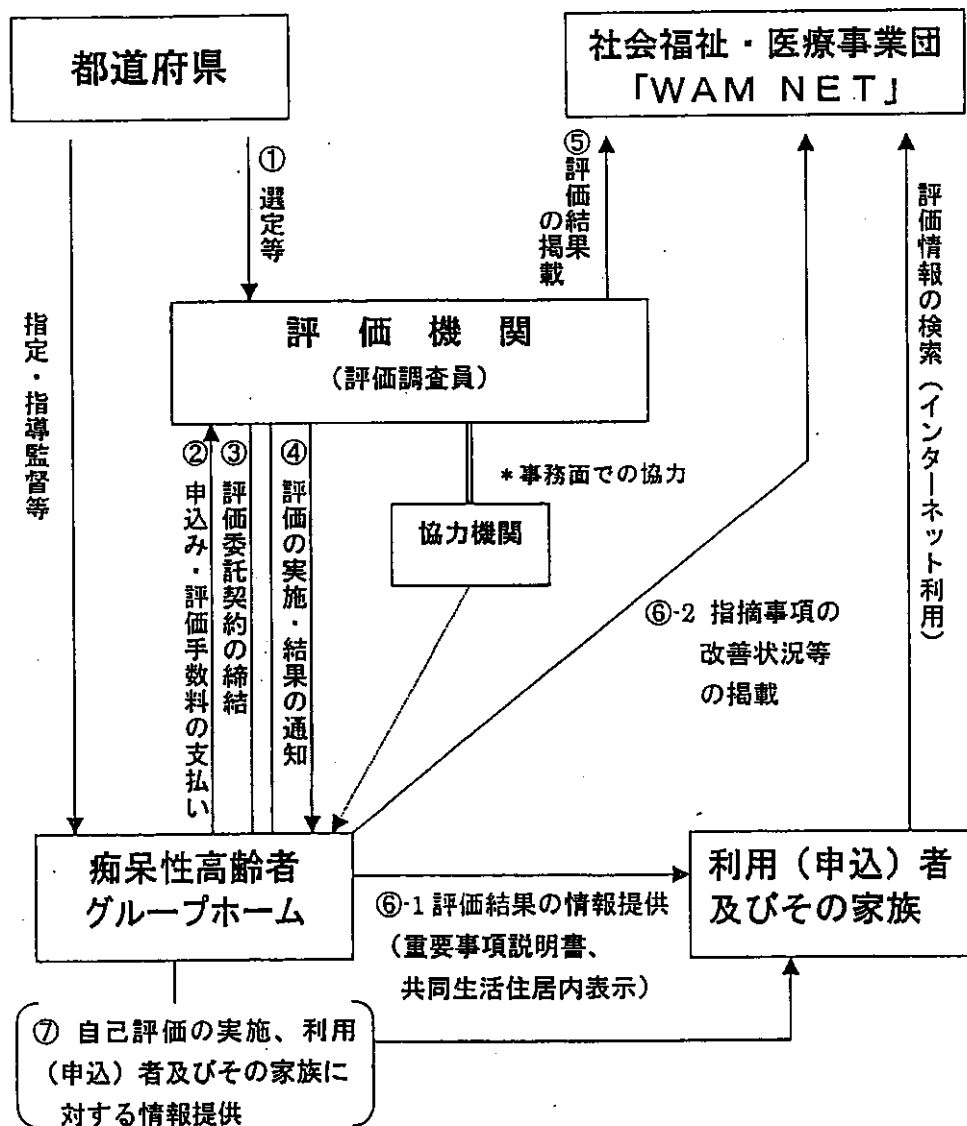 都道府県
社会福祉・医療事業団
「WAM NET」
①選定等
⑤評価結果
の掲載
指定・指導監督等
評価情報の検索（インターネット利用）
評価機関
（評価調査員）
②申込み・評価手数料の支払い
③評価委託契約の締結
④評価の実施・結果の通知
＊事務面での協力
協力機関
⑥-2 指摘事項の
改善状況等
の掲載
痴呆性高齢者
グループホーム
利用（申込）者
及びその家族
⑥-1 評価結果の情報提供
（重要事項説明書、
共同生活住居内表示）
⑦ 自己評価の実施、利用
（申込）者及びその家族に
対する情報提供